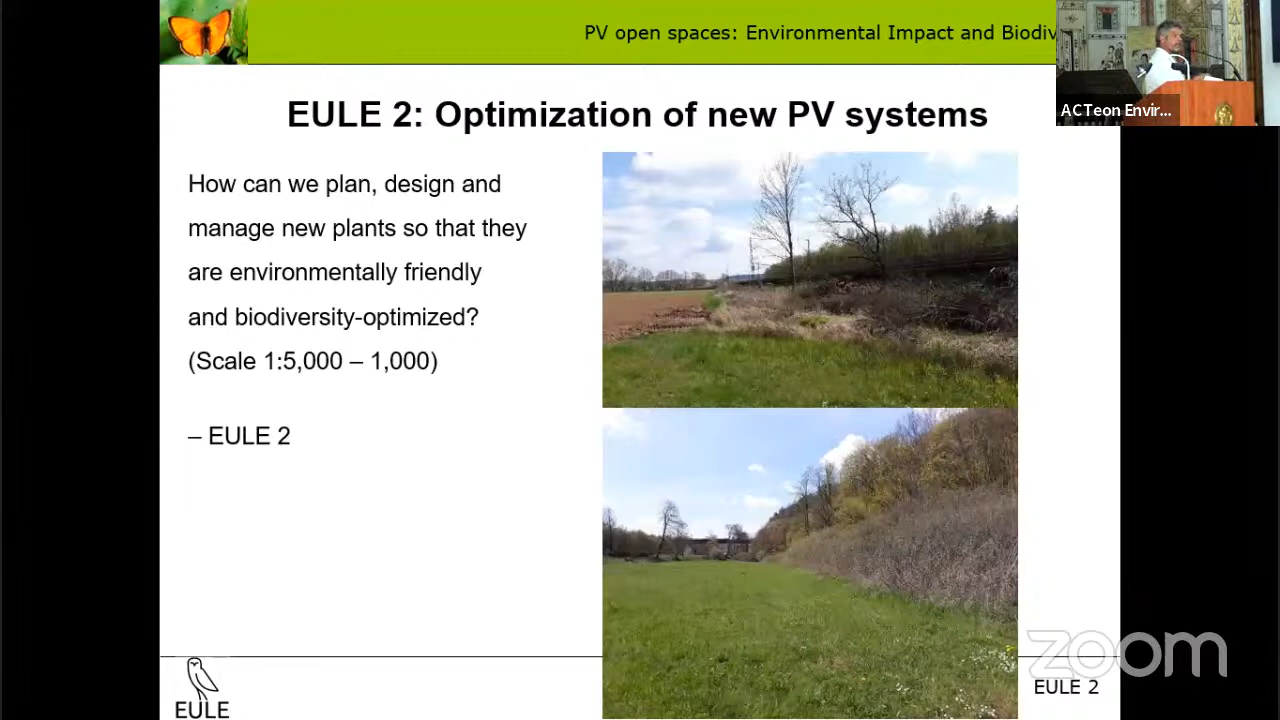 PV open spaces: Environmental Impact and Biodiv
ACTeon Envir...
EULE 2: Optimization of new PV systems
How can we plan, design and
manage new plants so that they
are environmentally friendly
and biodiversity-optimized?
(Scale 1:5,000 – 1,000)
– EULE 2
zoom
EULE 2
EULE